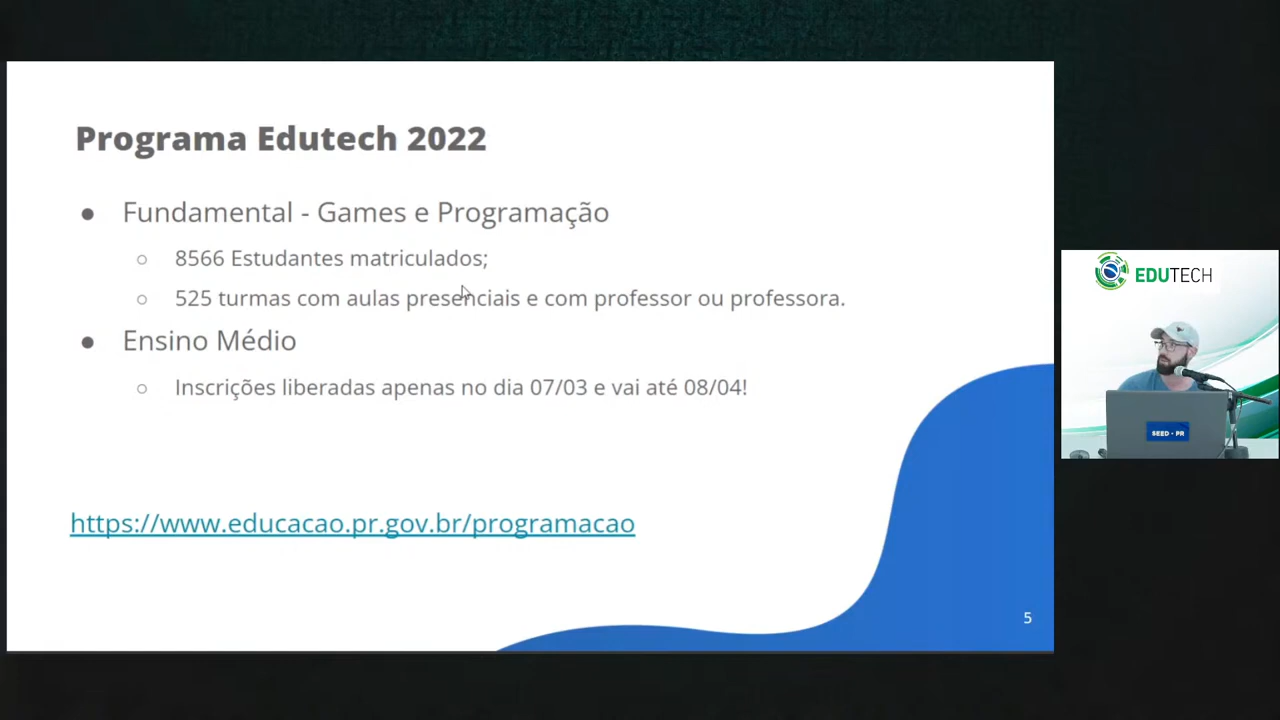 Programa Edutech 2022
● Fundamental - Games e Programação
○ 8566 Estudantes matriculados;
○ 525 turmas com aulas presenciais e com professor ou professora.
● Ensino Médio
○ Inscrições liberadas apenas no dia 07/03 e vai até 08/04!
https://www.educacao.pr.gov.br/programacao
5
EDUTECH
SEED - PR